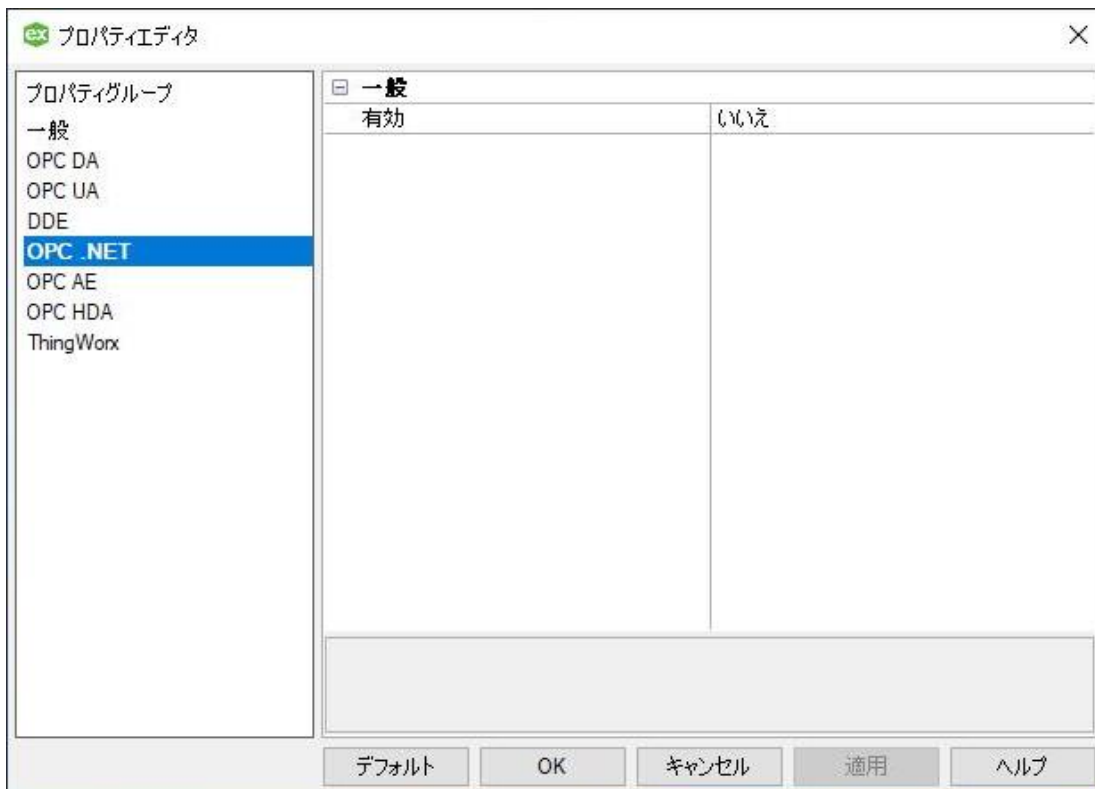 ex プロパティエディタ
プロパティグループ
一般
OPC DA
OPC UA
DDE
OPC .NET
OPC AE
OPC HDA
ThingWorx
一般
有効 いいえ
デフォルト OK キャンセル 適用 ヘルプ